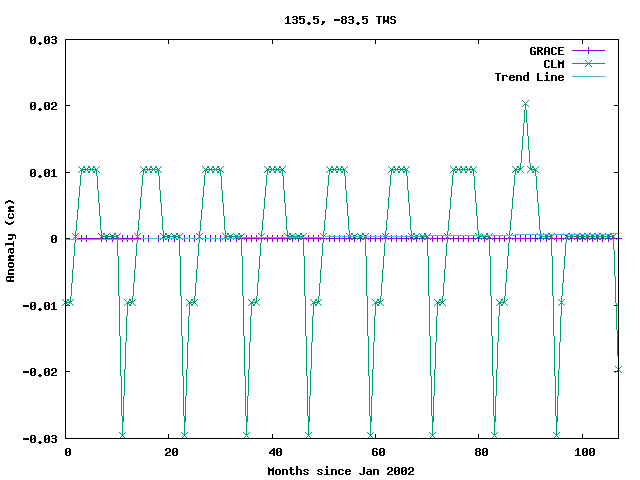 135.5, -83.5 TWS
GRACE
CLM
Trend Line
0.03
0.02
0.01
0
-0.01
-0.02
-0.03
Anomaly (cm)
0 20 40 60 80 100
Months since Jan 2002